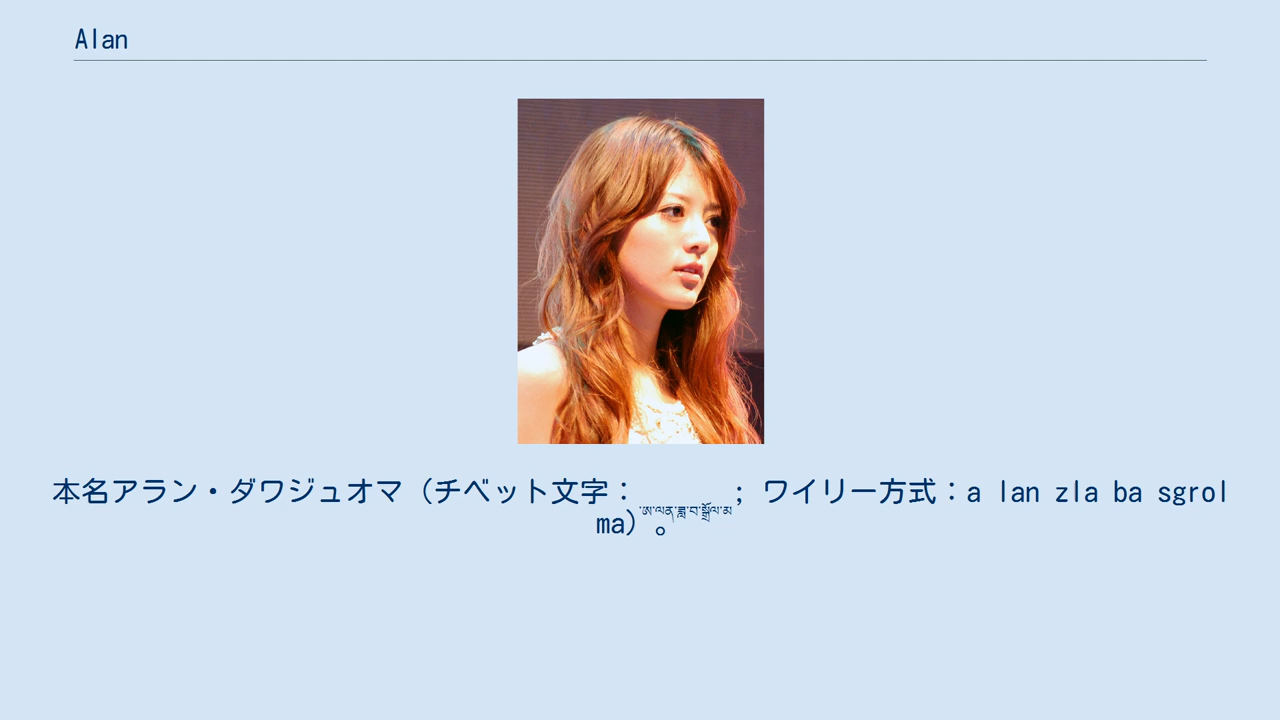 Alan
本名アラン・ダワジュオマ（チベット文字：ཨ་ལན་ཟླ་བ་སྒྲོལ་མ; ワイリー方式：a lan zla ba sgrol
ma）。